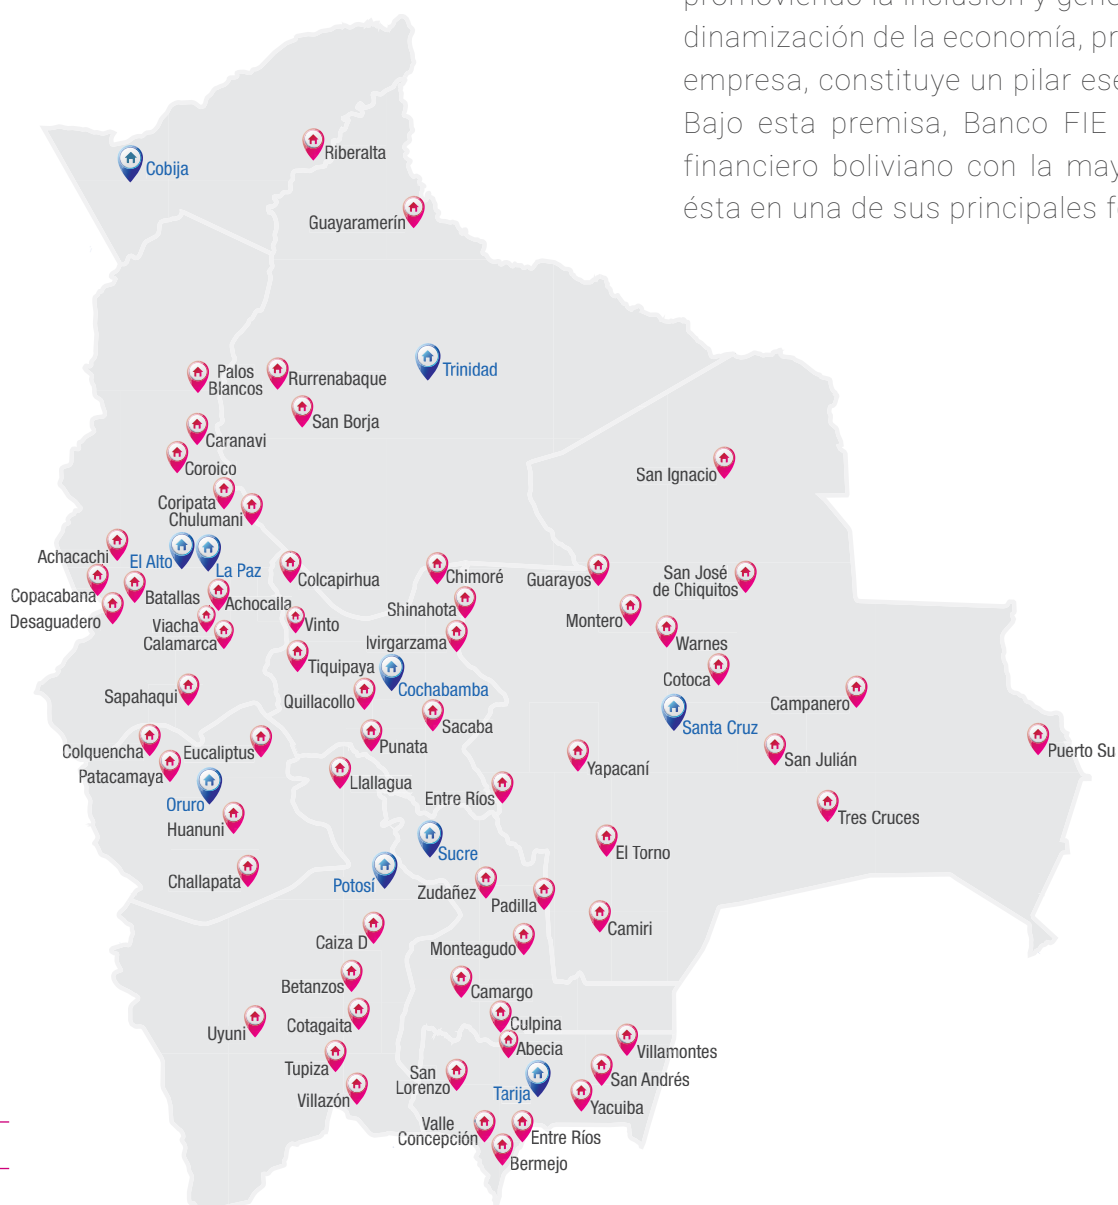 promoviendo la inclusión y gene
dinamización de la economía, pr
empresa, constituye un pilar ese
Bajo esta premisa, Banco FIE
financiero boliviano con la may
ésta en una de sus principales f
Cobija
Riberalta
Guayaramerín
Trinidad
Palos
Blancos
Rurrenabaque
San Borja
Caranavi
Coroico
San Ignacio
Coripata
Chulumani
Achacachi
El Alto
La Paz
Colcapirhua
Chimoré
Guarayos
San José
de Chiquitos
Copacabana
Batallas
Achocalla
Shinahota
Desaguadero
Viacha
Vinto
Montero
Calamarca
Ivirgarzama
Warnes
Tiquipaya
Cotoca
Sapahaqui
Quillacollo
Cochabamba
Campanero
Sacaba
Santa Cruz
Colquencha
Eucaliptus
Punata
Puerto Su
Patacamaya
Yapacaní
San Julián
Llallagua
Oruro
Entre Ríos
Huanuni
Tres Cruces
Sucre
El Torno
Challapata
Potosí
Zudañez
Padilla
Camiri
Caiza D
Monteagudo
Betanzos
Camargo
Uyuni
Cotagaita
Culpina
Abecia
Villamontes
Tupiza
San
Lorenzo
San Andrés
Villazón
Tarija
Yacuiba
Valle
Concepción
Entre Ríos
Bermejo